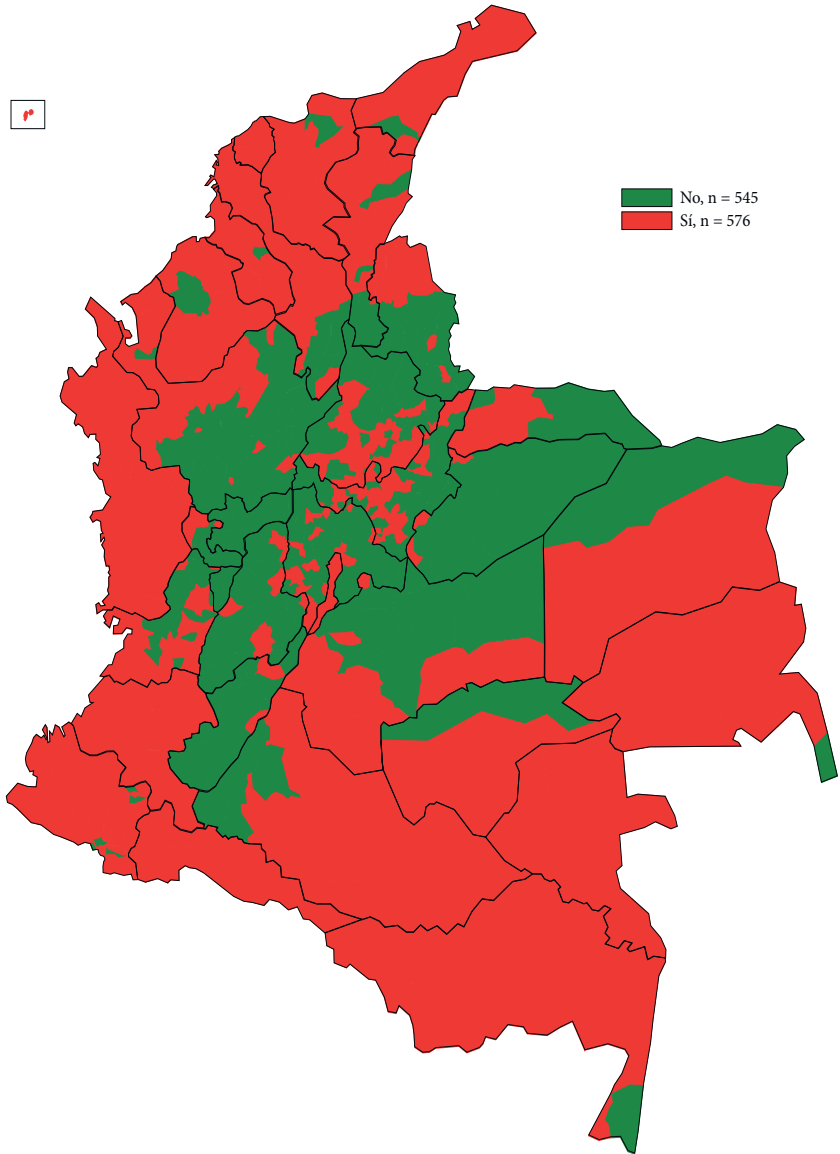 No, n = 545
Sí, n = 576